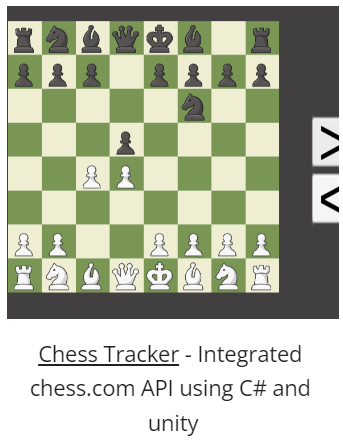 >
<
Chess Tracker - Integrated
chess.com API using C# and
unity